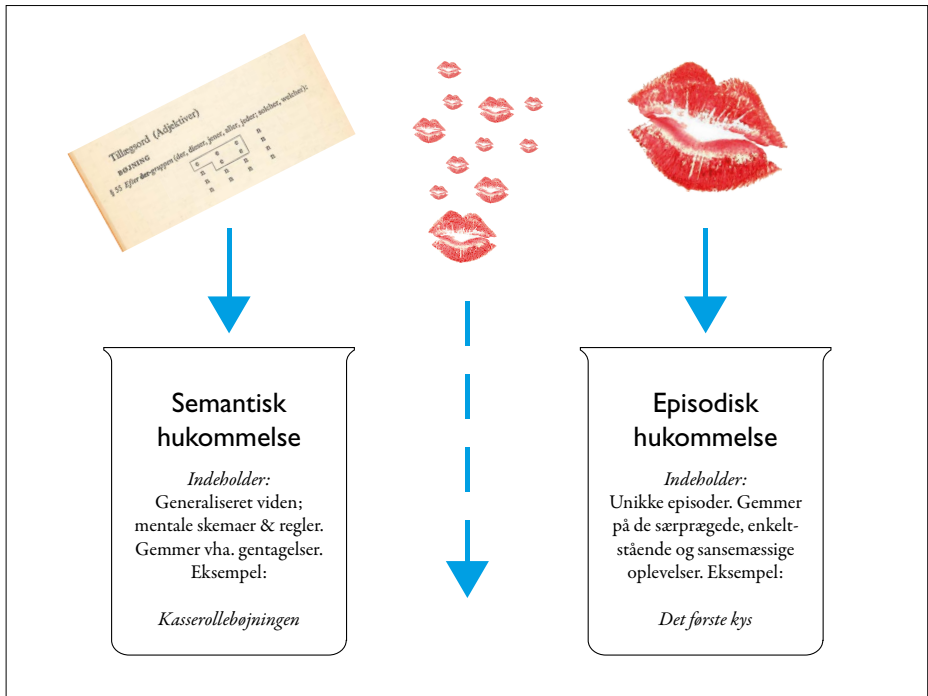 Tillægsord (Adjektiver)
BØJNING
§ 55 Efter der-gruppen (der, dieser, jener, aller, jeder; solcher, welcher):
e e e n
n e e n
n n n n
n n n n
Semantisk
hukommelse
Indeholder:
Generaliseret viden;
mentale skemaer & regler.
Gemmer vha. gentagelser.
Eksempel:
Kasserollebøjningen
Episodisk
hukommelse
Indeholder:
Unikke episoder. Gemmer
på de særprægede, enkelt-
stående og sansemæssige
oplevelser. Eksempel:
Det første kys